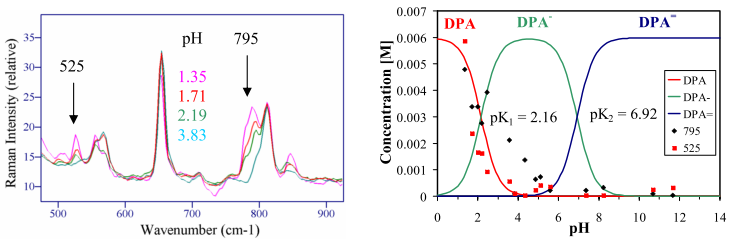 pH
525
795
1.35
1.71
2.19
3.83
35
30
25
20
15
10
Raman Intensity (relative)
500 600 700 800 900
Wavenumber (cm-1)
DPA DPA- DPA=
0.007
0.006
0.005
0.004
0.003
0.002
0.001
0.000
Concentration [M]
pK1 = 2.16
pK2 = 6.92
DPA
DPA-
DPA=
795
525
0 2 4 6 8 10 12 14
pH